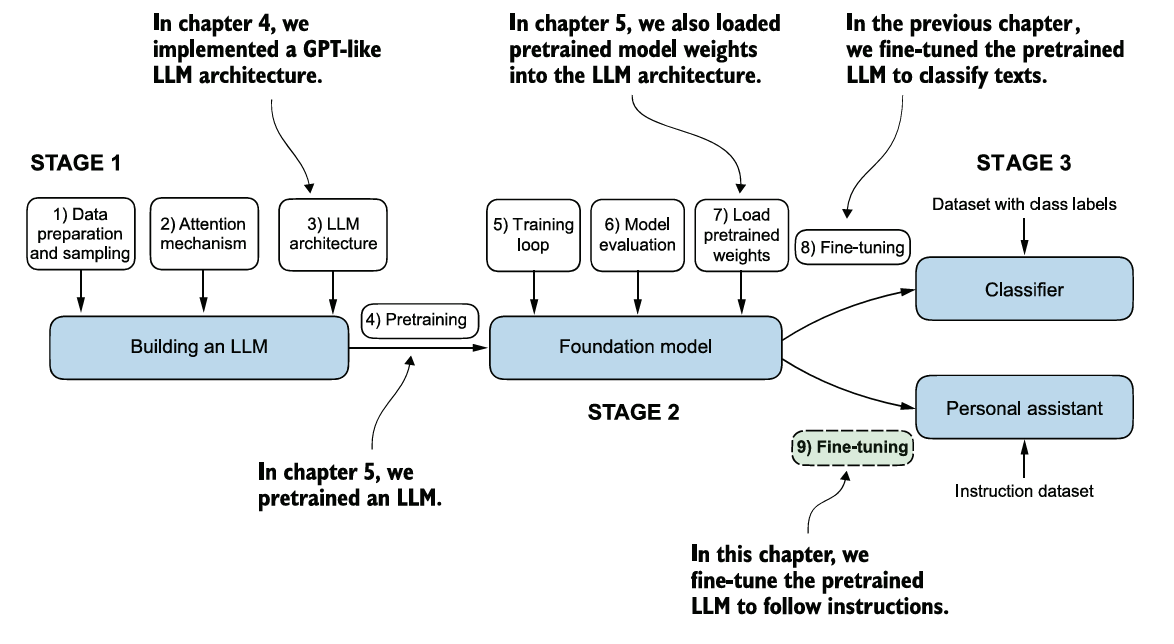 In chapter 4, we
implemented a GPT-like
LLM architecture.
In chapter 5, we also loaded
pretrained model weights
into the LLM architecture.
In the previous chapter,
we fine-tuned the pretrained
LLM to classify texts.
STAGE 1
1) Data
preparation
and sampling
2) Attention
mechanism
3) LLM
architecture
Building an LLM
4) Pretraining
In chapter 5, we
pretrained an LLM.
5) Training
loop
6) Model
evaluation
7) Load
pretrained
weights
Foundation model
STAGE 2
8) Fine-tuning
STAGE 3
Dataset with class labels
Classifier
Personal assistant
9) Fine-tuning
Instruction dataset
In this chapter, we
fine-tune the pretrained
LLM to follow instructions.